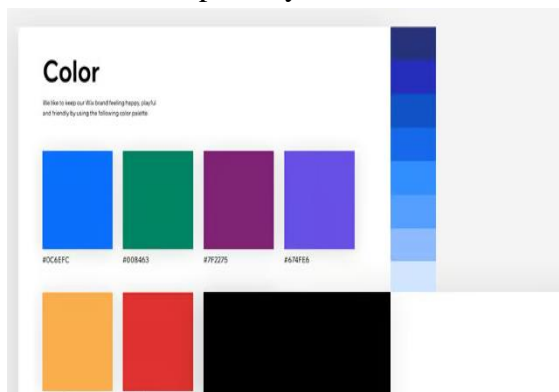 Color
We like to keep our Wix brand feeling happy, playful
and friendly by using the following color palette.
#0C6EFC #008463 #7F2275 #674FE6